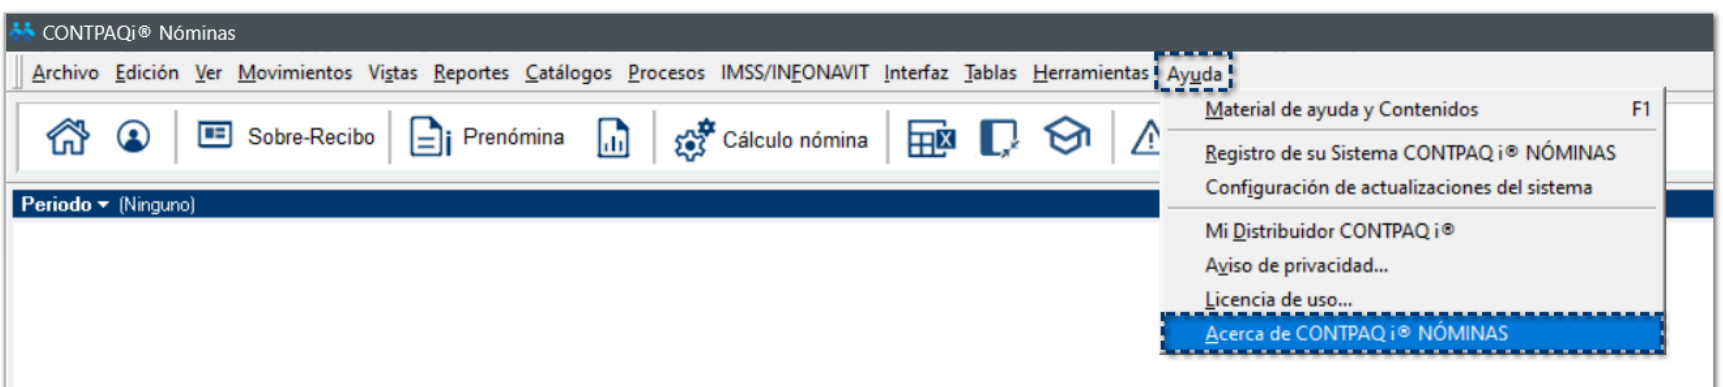 CONTPAQi® Nóminas
Archivo Edición Ver Movimientos Vistas Reportes Catálogos Procesos IMSS/INFONAVIT Interfaz Tablas Herramientas Ayuda
Sobre-Recibo Prenómina Cálculo nómina
Periodo (Ninguno)
Material de ayuda y Contenidos F1
Registro de su Sistema CONTPAQ i® NÓMINAS
Configuración de actualizaciones del sistema
Mi Distribuidor CONTPAQ i®
Aviso de privacidad...
Licencia de uso...
Acerca de CONTPAQ i® NÓMINAS